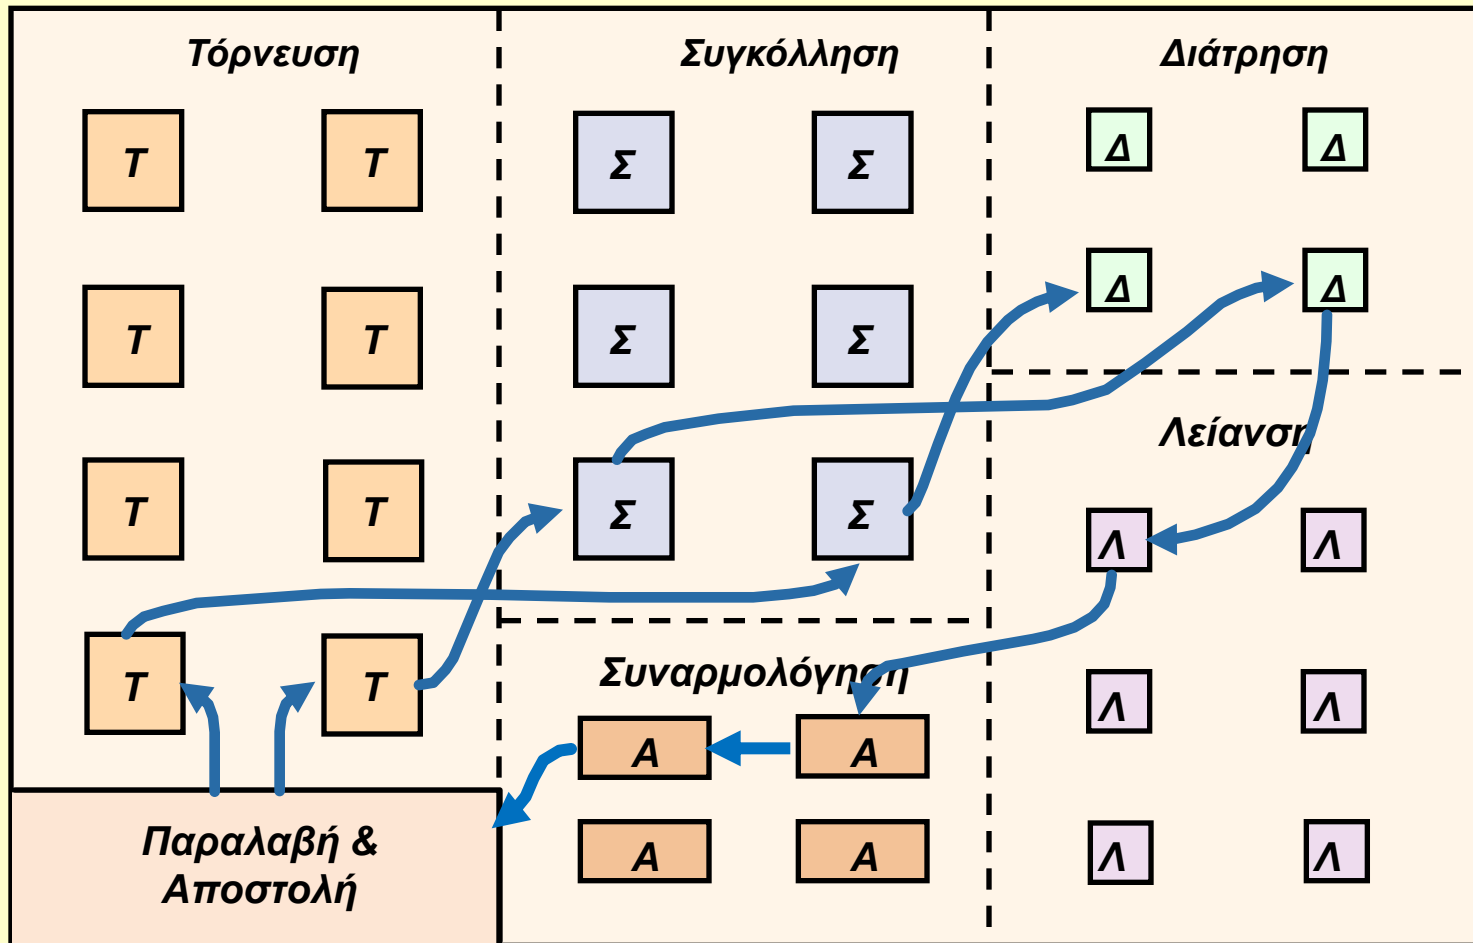 Τόρνευση
Τ Τ
Τ Τ
Τ Τ
Τ Τ
Παραλαβή &
Αποστολή
Συγκόλληση
Σ Σ
Σ Σ
Σ Σ
Συναρμολόγηση
Α Α
Α Α
Διάτρηση
Δ Δ
Δ Δ
Λείανση
Λ Λ
Λ Λ
Λ Λ